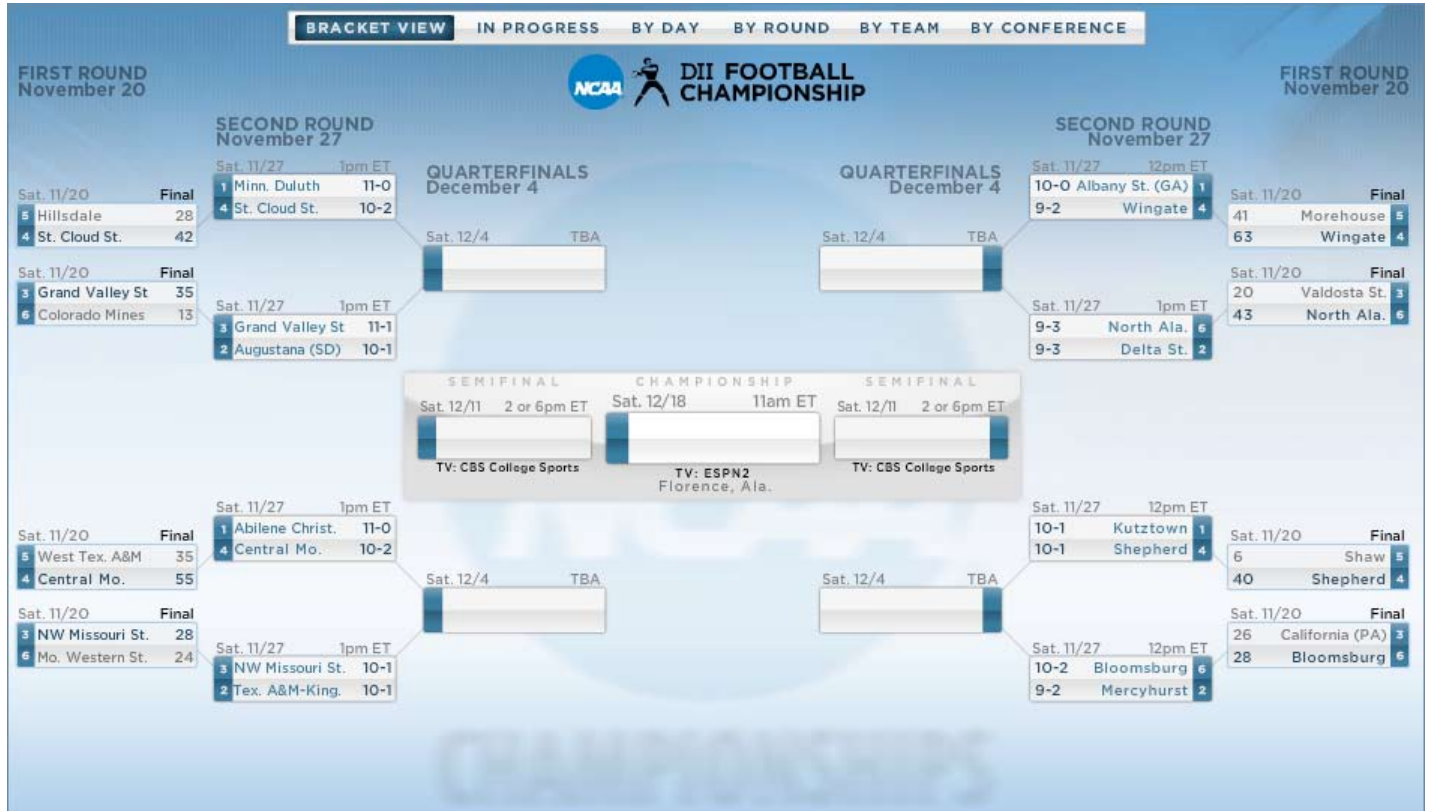 BRACKET VIEW IN PROGRESS BY DAY BY ROUND BY TEAM BY CONFERENCE
NCAA DII FOOTBALL
CHAMPIONSHIP
FIRST ROUND
November 20
SECOND ROUND
November 27
QUARTERFINALS
December 4
Sat. 11/20 Final
5 Hillsdale 28
4 St. Cloud St. 42
Sat. 11/20 Final
3 Grand Valley St 35
6 Colorado Mines 13
Sat. 11/27 1pm ET
1 Minn. Duluth 11-0
4 St. Cloud St. 10-2
Sat. 11/27 1pm ET
3 Grand Valley St 11-1
2 Augustana (SD) 10-1
Sat. 12/4 TBA
Sat. 11/20 Final
5 West Tex. A&M 35
4 Central Mo. 55
Sat. 11/20 Final
3 NW Missouri St. 28
6 Mo. Western St. 24
Sat. 11/27 1pm ET
1 Abilene Christ. 11-0
4 Central Mo. 10-2
Sat. 11/27 1pm ET
3 NW Missouri St. 10-1
2 Tex. A&M-King. 10-1
Sat. 12/4 TBA
SEMIFINAL
Sat. 12/11 2 or 6pm ET
TV: CBS College Sports
CHAMPIONSHIP
Sat. 12/18 11am ET
TV: ESPN2
Florence, Ala.
SEMIFINAL
Sat. 12/11 2 or 6pm ET
TV: CBS College Sports
QUARTERFINALS
December 4
SECOND ROUND
November 27
FIRST ROUND
November 20
Sat. 12/4 TBA
Sat. 11/27 12pm ET
10-0 Albany St. (GA) 1
9-2 Wingate 4
Sat. 11/27 1pm ET
9-3 North Ala. 6
9-3 Delta St. 2
Sat. 11/20 Final
41 Morehouse 5
63 Wingate 4
Sat. 11/20 Final
20 Valdosta St. 3
43 North Ala. 6
Sat. 12/4 TBA
Sat. 11/27 12pm ET
10-1 Kutztown 1
10-1 Shepherd 4
Sat. 11/27 12pm ET
10-2 Bloomsburg 6
9-2 Mercyhurst 2
Sat. 11/20 Final
6 Shaw 5
40 Shepherd 4
Sat. 11/20 Final
26 California (PA) 3
28 Bloomsburg 6
NCAA
CHAMPIONSHIPS